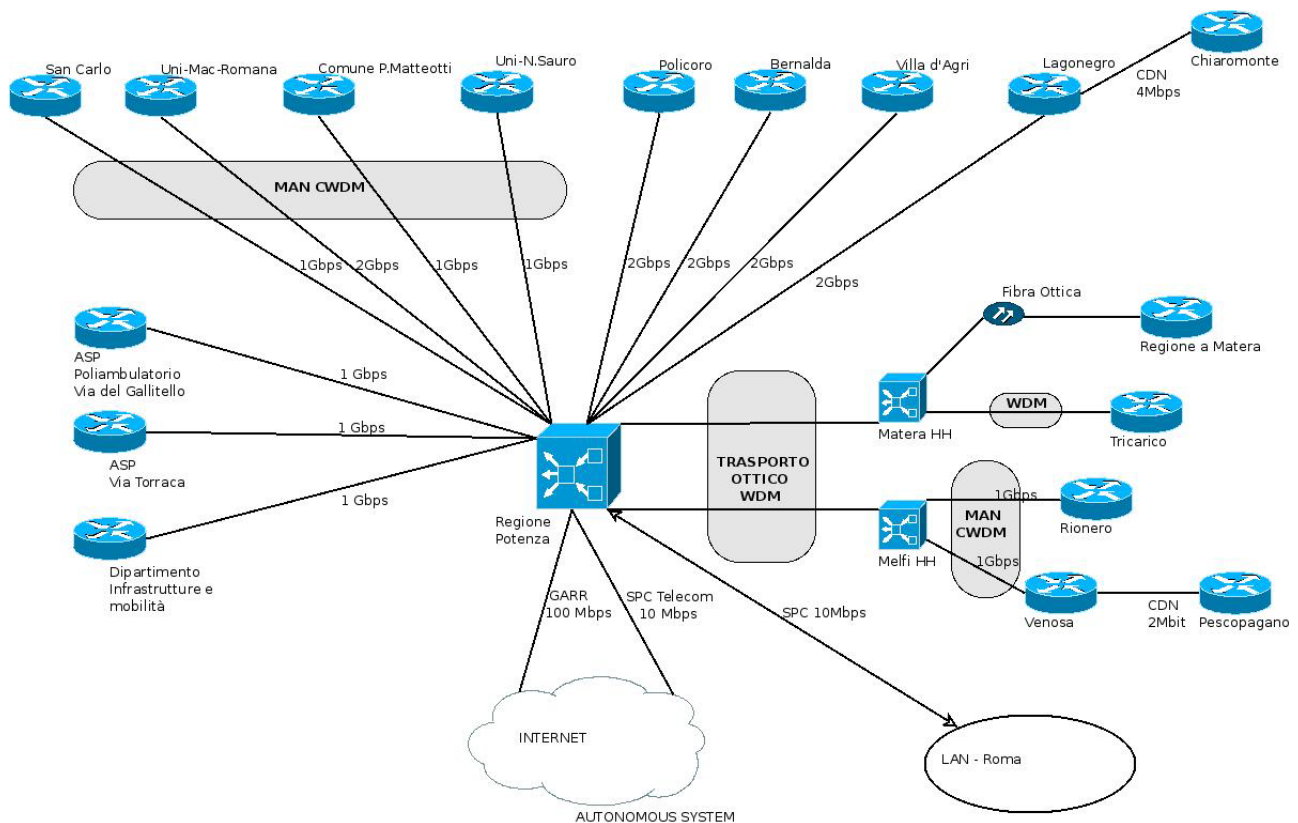 San Carlo
Uni-Mac-Romana
Comune P.Matteotti
Uni-N.Sauro
Policoro
Bernalda
Villa d'Agri
Lagonegro
Chiaromonte
CDN
4Mbps
MAN CWDM
1Gbps
2Gbps
1Gbps
1Gbps
2Gbps
2Gbps
2Gbps
2Gbps
Fibra Ottica
Regione a Matera
ASP
Poliambulatorio
Via del Gallitello
1 Gbps
WDM
Matera HH
Tricarico
ASP
Via Torraca
1 Gbps
TRASPORTO
OTTICO
WDM
Dipartimento
Infrastrutture e
mobilità
1 Gbps
Regione
Potenza
MAN
CWDM
1Gbps
1Gbps
Rionero
Melfi HH
Venosa
CDN
2Mbit
Pescopagano
GARR
100 Mbps
SPC Telecom
10 Mbps
SPC 10Mbps
INTERNET
LAN - Roma
AUTONOMOUS SYSTEM